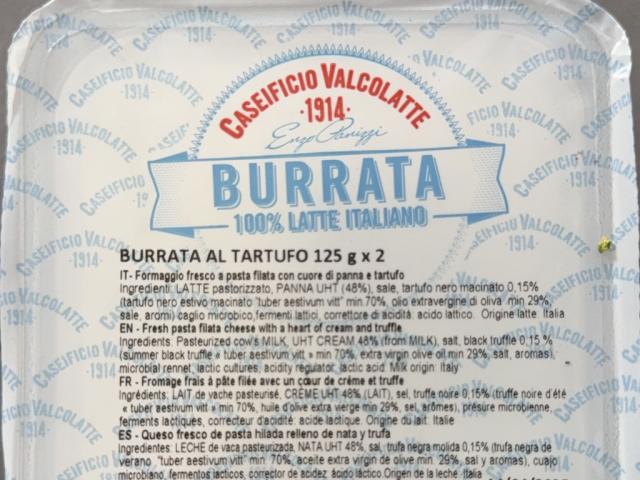 CASEIFICIO VALCOLATTE
·1914·
Enzo Panizzi
BURRATA
100% LATTE ITALIANO
BURRATA AL TARTUFO 125 g x 2
IT- Formaggio fresco a pasta filata con cuore di panna e tartufo
Ingredienti: LATTE pastorizzato, PANNA UHT (48%), sale, tartufo nero macinato 0,15%
(tartufo nero estivo macinato "tuber aestivum vitt" min 70%, olio extravergine di oliva min 29%,
sale, aromi) caglio microbico,fermenti lattici, correttore di acidità: acido lattico. Origine latte: Italia
EN - Fresh pasta filata cheese with a heart of cream and truffle
Ingredients: Pasteurized cow's MILK, UHT CREAM 48% (from MILK), salt, black truffle 0,15 %
(summer black truffle « tuber aestivum vitt » min 70%, extra virgin olive oil min 29%, salt, aromas),
microbial rennet, lactic cultures, acidity regulator: lactic acid. Milk origin: Italy
FR - Fromage frais à pâte filée avec un cœur de crème et truffe
Ingrédients: LAIT de vache pasteurisé, CRÈME UHT 48% (LAIT), sel, truffe noire 0,15% (truffe noire d'été
« tuber aestivum vitt » min 70%, huile d'olive extra vierge min 29%, sel, arômes), présure microbienne,
ferments lactiques, correcteur d'acidité: acide lactique. Origine du lait: Italie
ES - Queso fresco de pasta hilada relleno de nata y trufa
Ingredientes: LECHE de vaca pasteurizada, NATA UHT 48%, sal, trufa negra molida 0,15% (trufa negra de
verano "tuber aestivum vitt" min. 70%, aceite extra virgin de olive min. 29%, sal y aromas), cuajo
microbiano, fermentos lacticos, corrector de acidez: ácido láctico.Origen de la leche: Italia